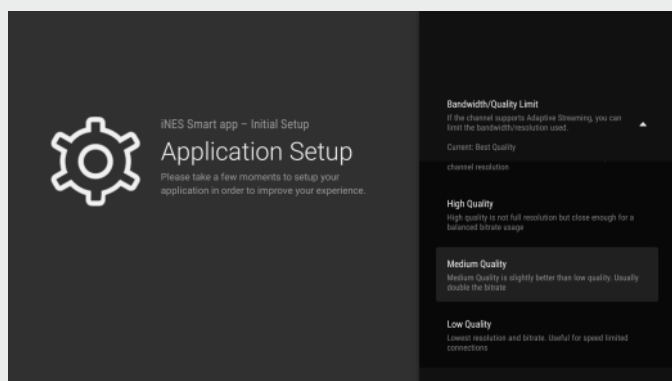 iNES Smart app – Initial Setup
Application Setup
Please take a few moments to setup your
application in order to improve your experience.
Bandwidth/Quality Limit
If the channel supports Adaptive Streaming, you can
limit the bandwidth/resolution used.
Current: Best Quality
channel resolution
High Quality
High quality is not full resolution but close enough for a
balanced bitrate usage
Medium Quality
Medium Quality is slightly better than low quality. Usually
double the bitrate
Low Quality
Lowest resolution and bitrate. Useful for speed limited
connections